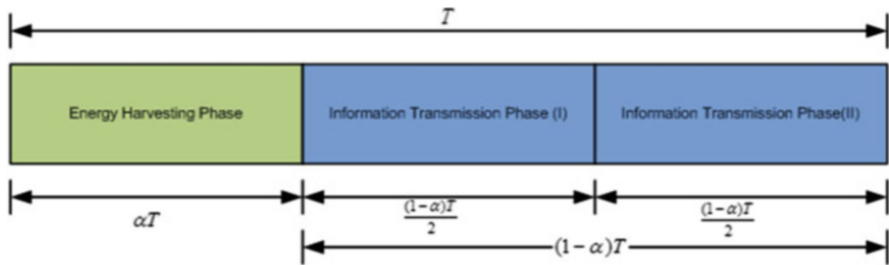 T
Energy Harvesting Phase
Information Transmission Phase (I)
Information Transmission Phase(II)
αT
(1-α)T
2
(1-α)T
2
(1-α)T